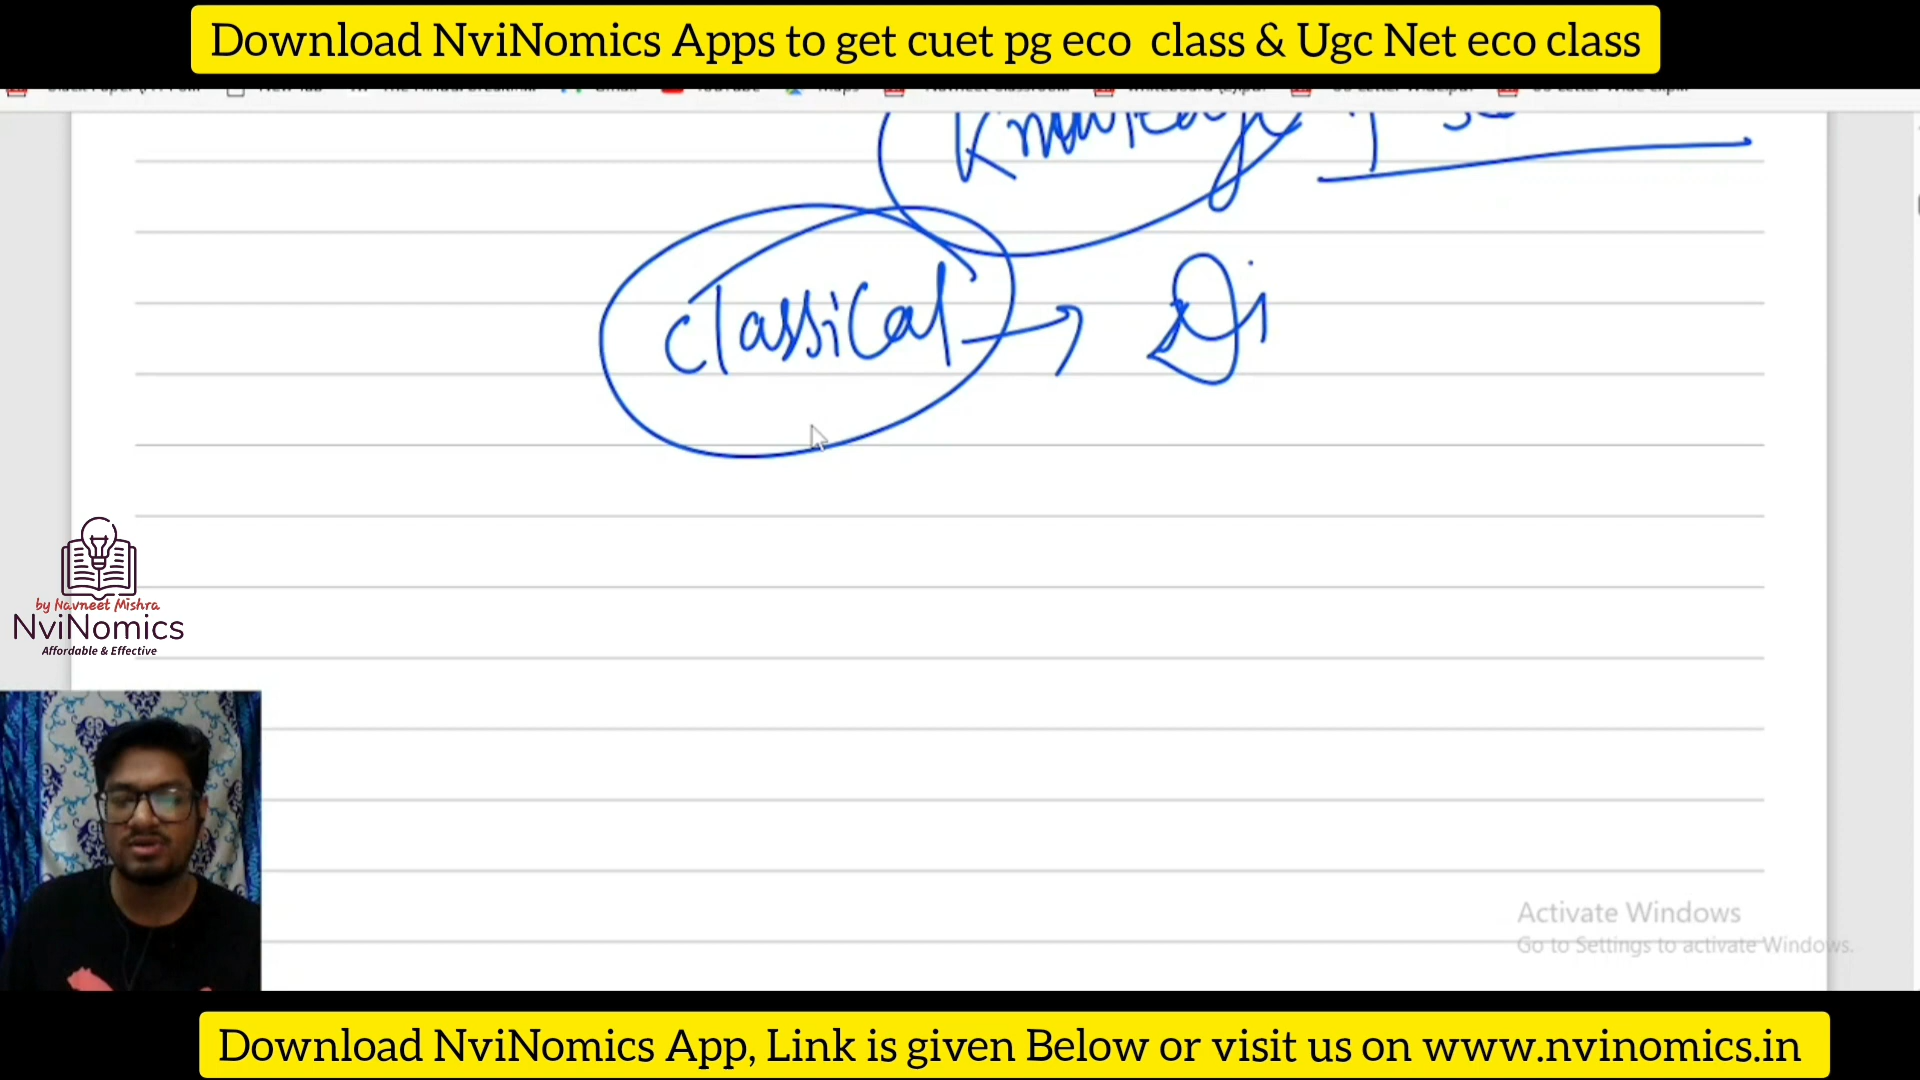 Download NviNomics Apps to get cuet pg eco class & Ugc Net eco class
Knowledge
classical → Di
by Navneet Mishra
NviNomics
Affordable & Effective
Activate Windows
Go to Settings to activate Windows.
Download NviNomics App, Link is given Below or visit us on www.nvinomics.in